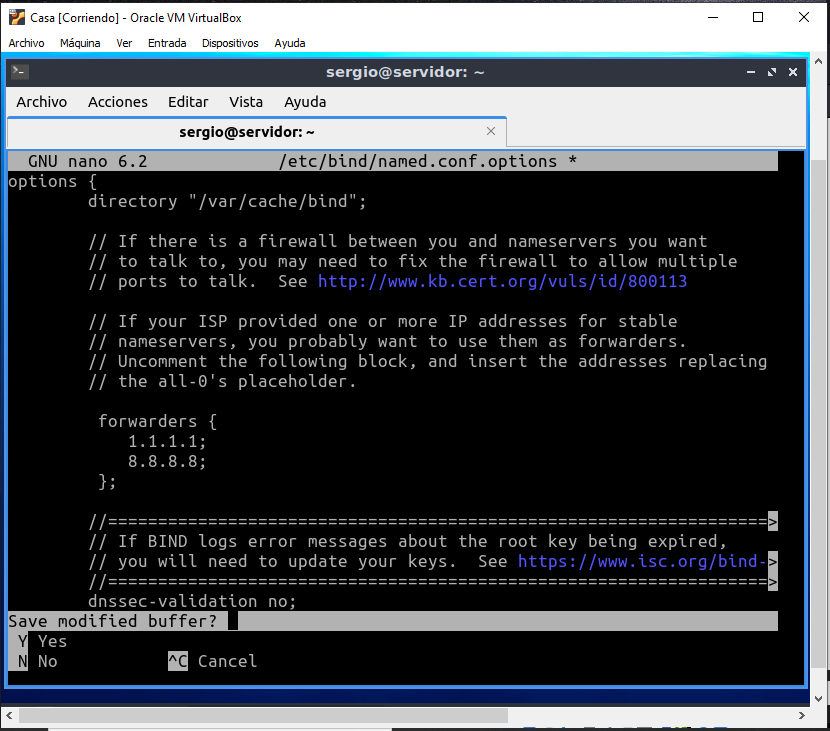 Casa [Corriendo] - Oracle VM VirtualBox
Archivo Máquina Ver Entrada Dispositivos Ayuda
sergio@servidor: ~
Archivo Acciones Editar Vista Ayuda
sergio@servidor: ~
GNU nano 6.2 /etc/bind/named.conf.options *
options {
directory "/var/cache/bind";
// If there is a firewall between you and nameservers you want
// to talk to, you may need to fix the firewall to allow multiple
// ports to talk.  See http://www.kb.cert.org/vuls/id/800113
// If your ISP provided one or more IP addresses for stable
// nameservers, you probably want to use them as forwarders.
// Uncomment the following block, and insert the addresses replacing
// the all-0's placeholder.
forwarders {
1.1.1.1;
8.8.8.8;
};
//==================================================================>
// If BIND logs error messages about the root key being expired,
// you will need to update your keys.  See https://www.isc.org/bind->
//==================================================================>
dnssec-validation no;
Save modified buffer?
Y Yes
N No ^C Cancel